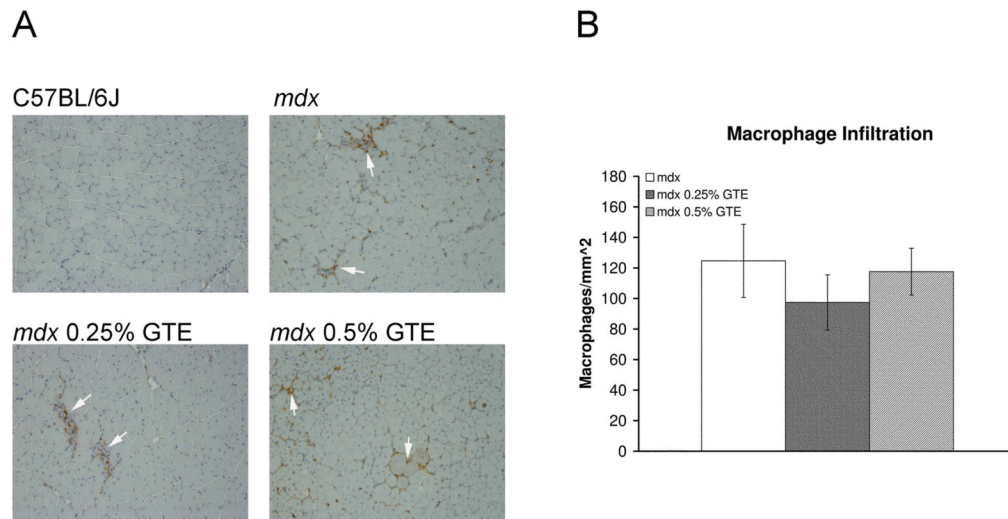 A
C57BL/6J
mdx
mdx 0.25% GTE
mdx 0.5% GTE
B
Macrophage Infiltration
Macrophages/mm^2
180
160
140
120
100
80
60
40
20
0
mdx
mdx 0.25% GTE
mdx 0.5% GTE